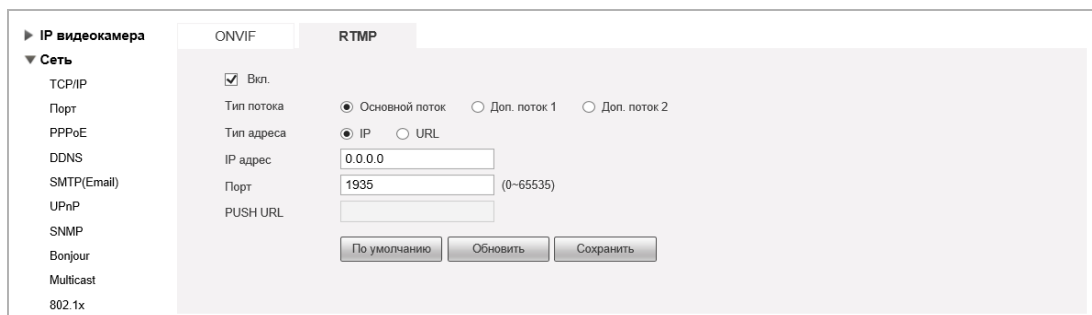 IP видеокамера
Сеть
TCP/IP
Порт
PPPoE
DDNS
SMTP(Email)
UPnP
SNMP
Bonjour
Multicast
802.1x
ONVIF RTMP
Вкл.
Тип потока Основной поток Доп. поток 1 Доп. поток 2
Тип адреса IP URL
IP адрес 0.0.0.0
Порт 1935 (0~65535)
PUSH URL
По умолчанию Обновить Сохранить